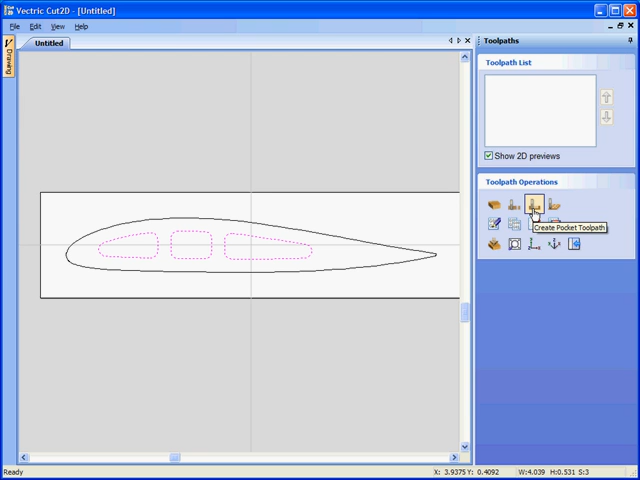 Vectric Cut2D - [Untitled]
File Edit View Help
Untitled
Drawing
Toolpaths
Toolpath List
Show 2D previews
Toolpath Operations
Create Pocket Toolpath
Ready
X: 3.9375 Y: 0.4092
W:4.039 H:0.531 S:3